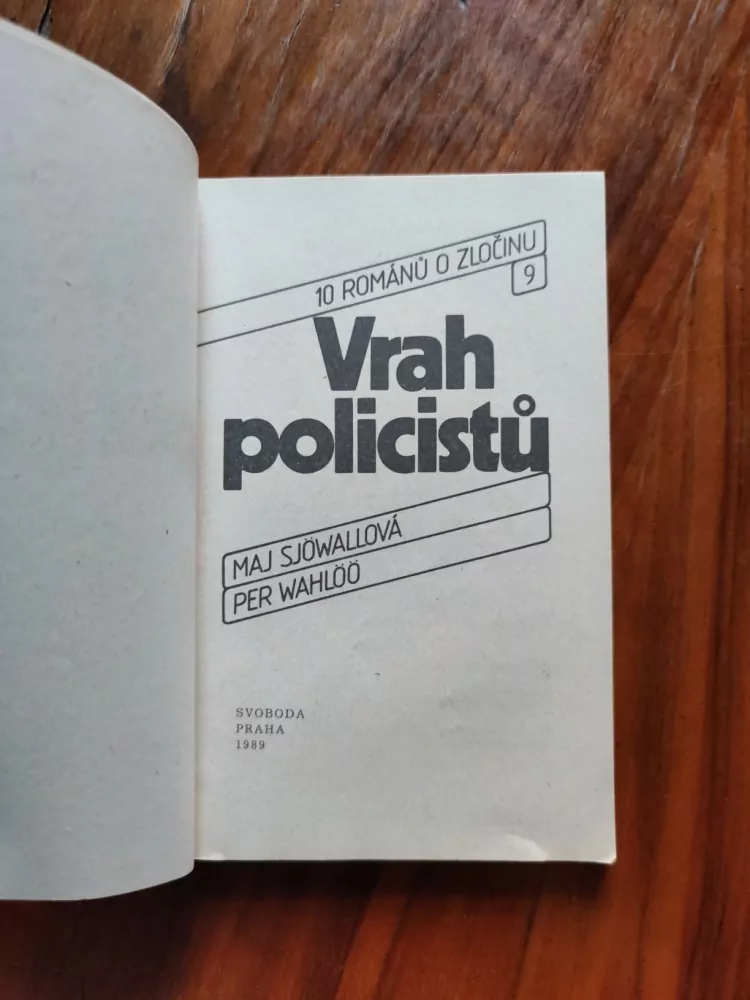 10 ROMÁNŮ O ZLOČINU
9
Vrah
policistů
MAJ SJÖWALLOVÁ
PER WAHLÖÖ
SVOBODA
PRAHA
1989